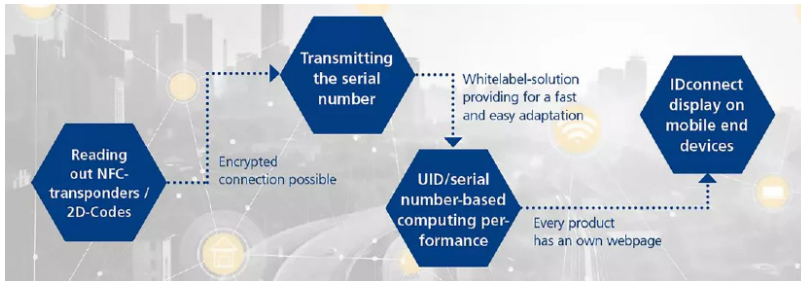 Reading
out NFC-
transponders /
2D-Codes
Encrypted
connection possible
Transmitting
the serial
number
Whitelabel-solution
providing for a fast
and easy adaptation
UID/serial
number-based
computing per-
formance
Every product
has an own webpage
IDconnect
display on
mobile end
devices